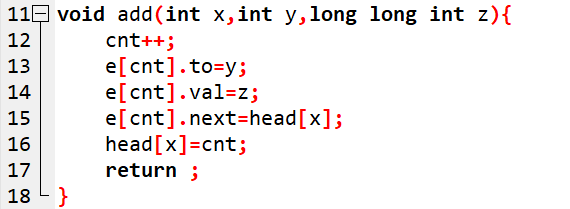 11 void add(int x,int y,long long int z){
12 cnt++;
13 e[cnt].to=y;
14 e[cnt].val=z;
15 e[cnt].next=head[x];
16 head[x]=cnt;
17 return ;
18 }